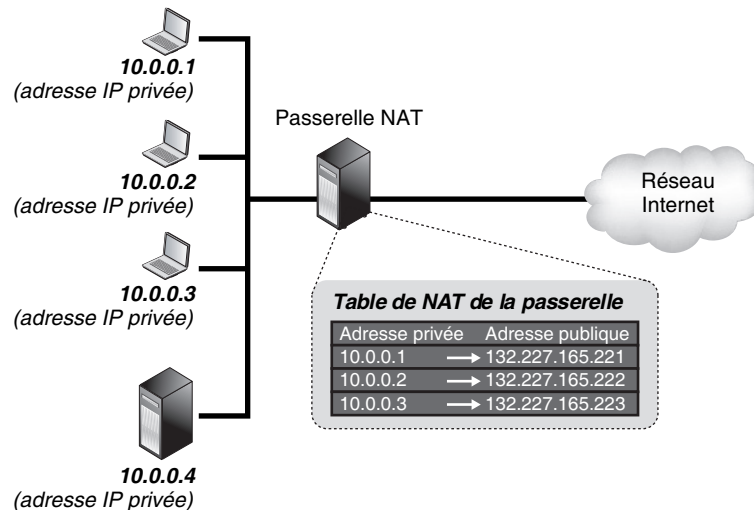 10.0.0.1
(adresse IP privée)
Passerelle NAT
10.0.0.2
(adresse IP privée)
Réseau
Internet
10.0.0.3
(adresse IP privée)
Table de NAT de la passerelle
Adresse privée Adresse publique
10.0.0.1 → 132.227.165.221
10.0.0.2 → 132.227.165.222
10.0.0.3 → 132.227.165.223
10.0.0.4
(adresse IP privée)